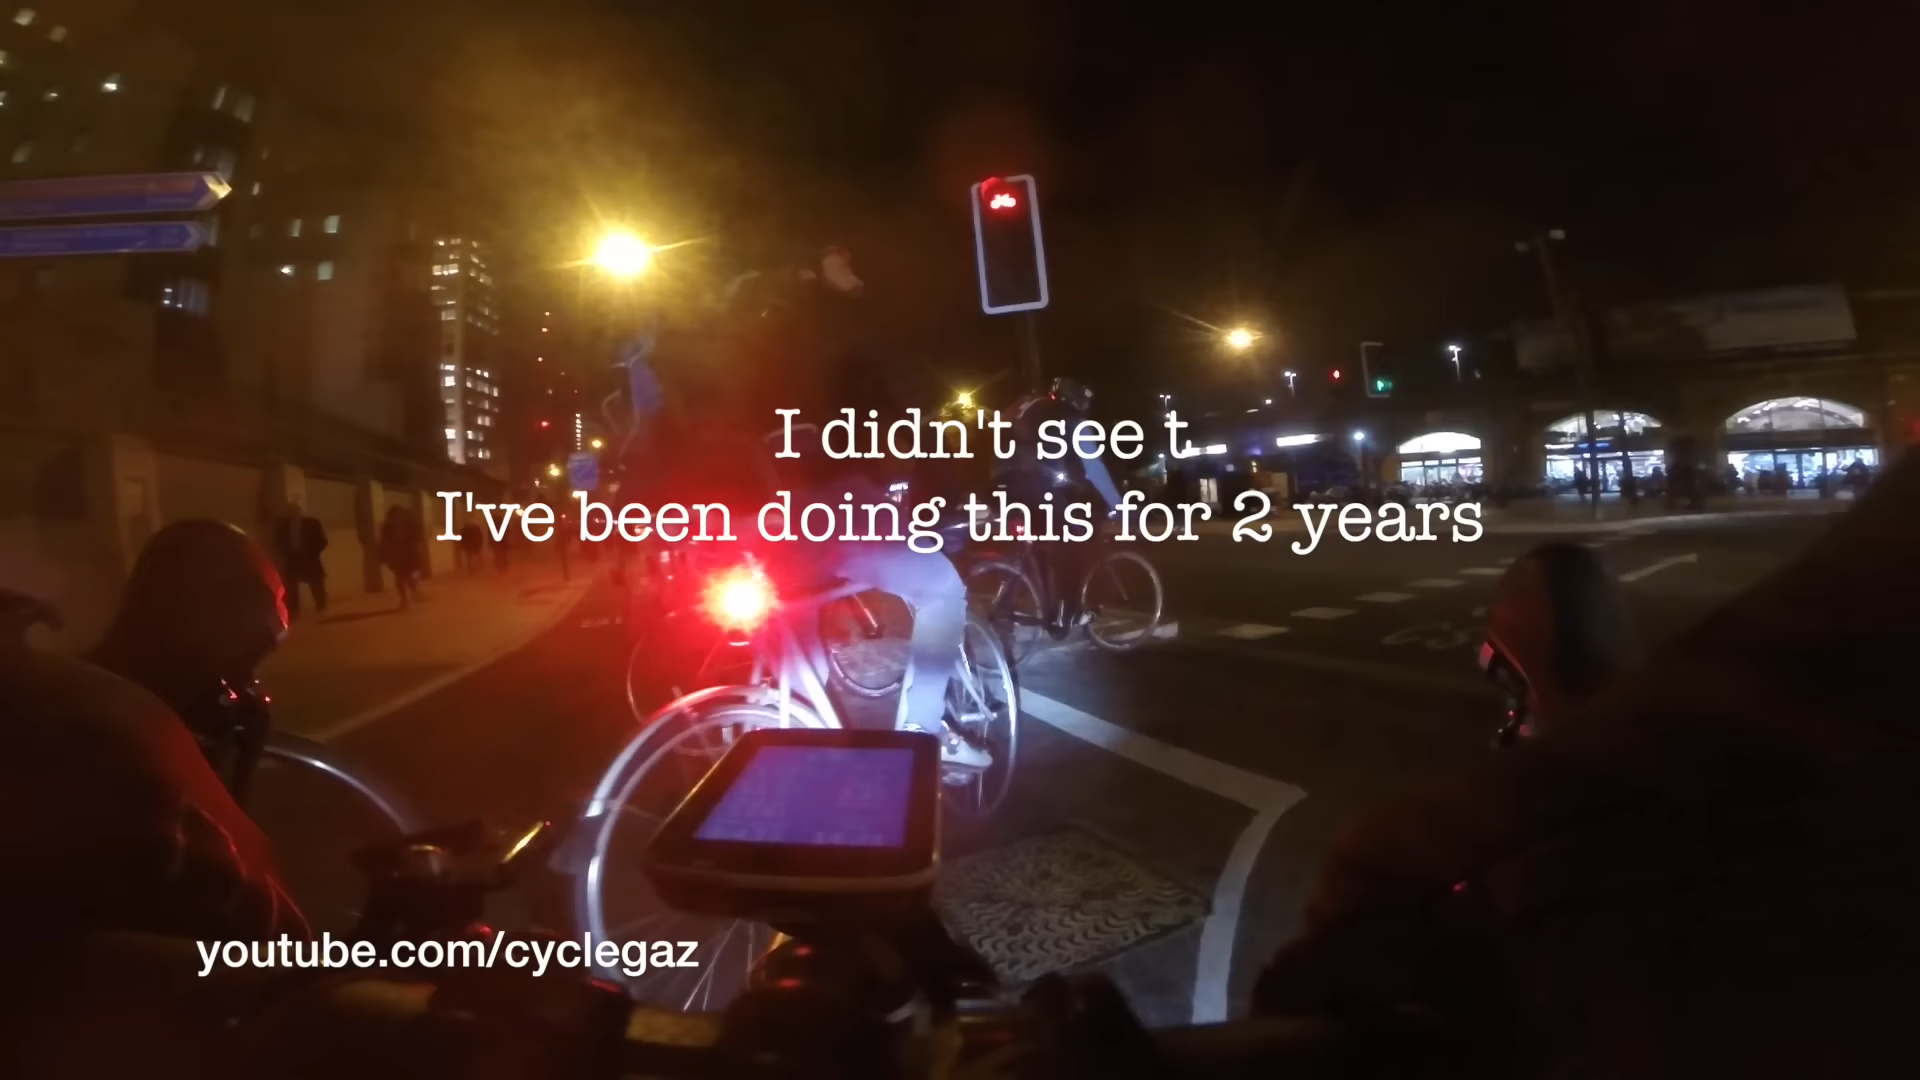 I didn't see t
I've been doing this for 2 years
youtube.com/cyclegaz